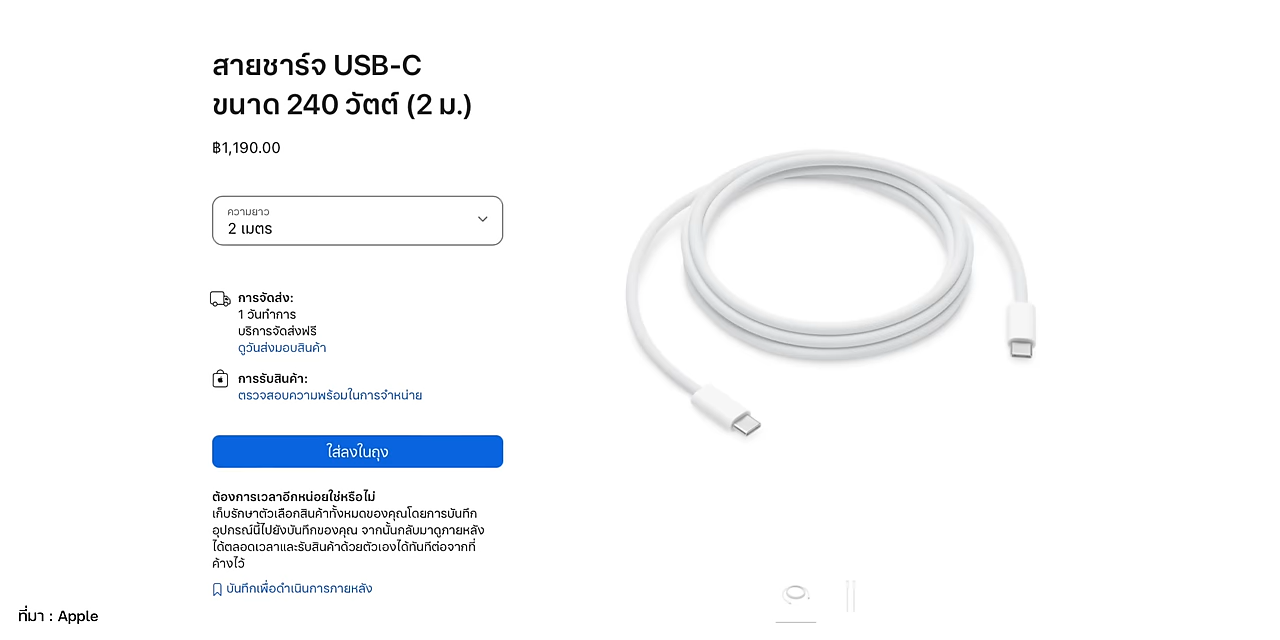 สายชาร์จ USB-C
ขนาด 240 วัตต์ (2 ม.)
฿1,190.00
ความยาว
2 เมตร
การจัดส่ง:
1 วันทำการ
บริการจัดส่งฟรี
ดูวันส่งมอบสินค้า
การรับสินค้า:
ตรวจสอบความพร้อมในการจำหน่าย
ใส่ลงในถุง
ต้องการเวลาอีกหน่อยใช่หรือไม่
เก็บรักษาตัวเลือกสินค้าทั้งหมดของคุณโดยการบันทึก
อุปกรณ์นี้ไปยังบันทึกของคุณ จากนั้นกลับมาดูภายหลัง
ได้ตลอดเวลาและรับสินค้าด้วยตัวเองได้ทันทีต่อจากที่
ค้างไว้
บันทึกเพื่อดำเนินการภายหลัง
ที่มา : Apple